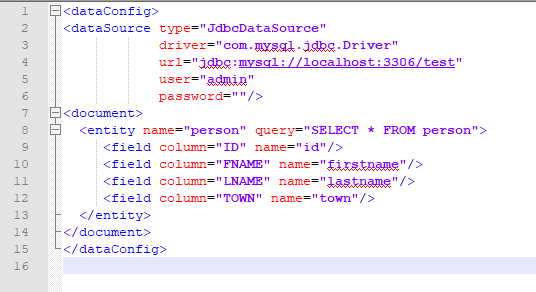 1 <dataConfig>
2 <dataSource type="JdbcDataSource"
3 driver="com.mysql.jdbc.Driver"
4 url="jdbc:mysql://localhost:3306/test"
5 user="admin"
6 password=""/>
7 <document>
8 <entity name="person" query="SELECT * FROM person">
9 <field column="ID" name="id"/>
10 <field column="FNAME" name="firstname"/>
11 <field column="LNAME" name="lastname"/>
12 <field column="TOWN" name="town"/>
13 </entity>
14 </document>
15 </dataConfig>
16